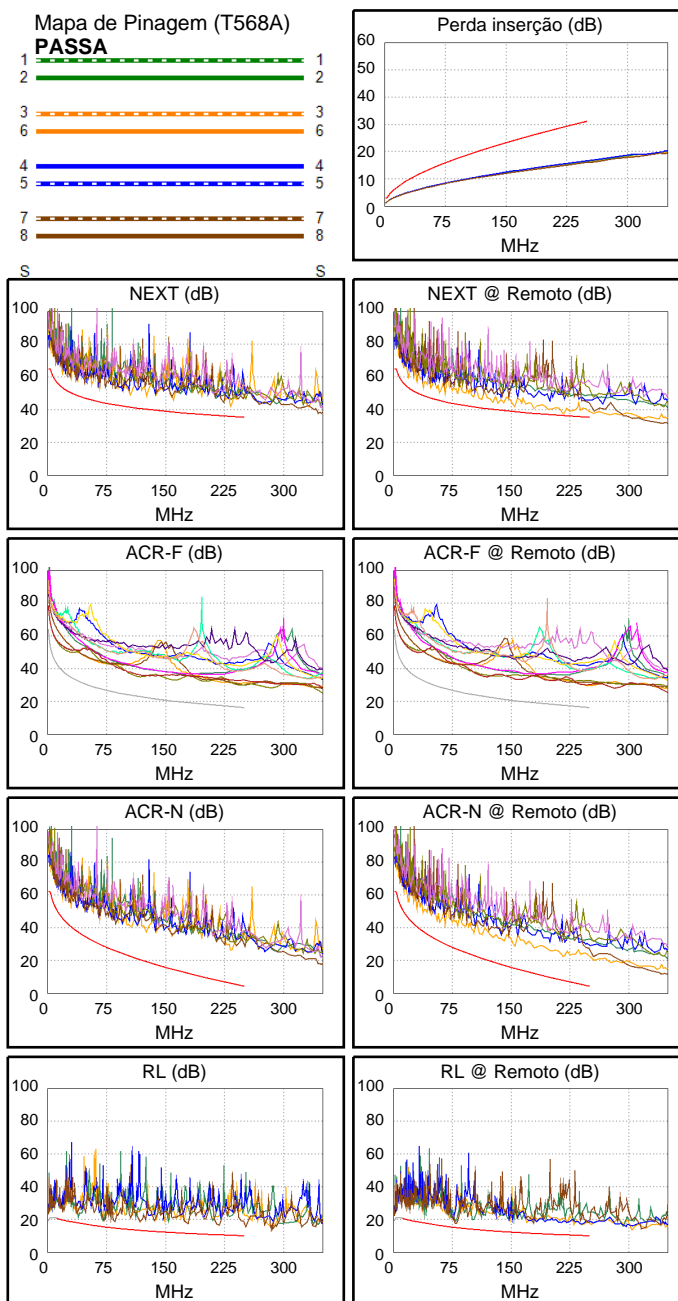 Mapa de Pinagem (T568A)
PASSA
1 1
2 2
3 3
6 6
4 4
5 5
7 7
8 8
S S
Perda inserção (dB)
60
50
40
30
20
10
0
0 75 150 225 300
MHz
NEXT (dB)
100
80
60
40
20
0
0 75 150 225 300
MHz
NEXT @ Remoto (dB)
100
80
60
40
20
0
0 75 150 225 300
MHz
ACR-F (dB)
100
80
60
40
20
0
0 75 150 225 300
MHz
ACR-F @ Remoto (dB)
100
80
60
40
20
0
0 75 150 225 300
MHz
ACR-N (dB)
100
80
60
40
20
0
0 75 150 225 300
MHz
ACR-N @ Remoto (dB)
100
80
60
40
20
0
0 75 150 225 300
MHz
RL (dB)
100
80
60
40
20
0
0 75 150 225 300
MHz
RL @ Remoto (dB)
100
80
60
40
20
0
0 75 150 225 300
MHz